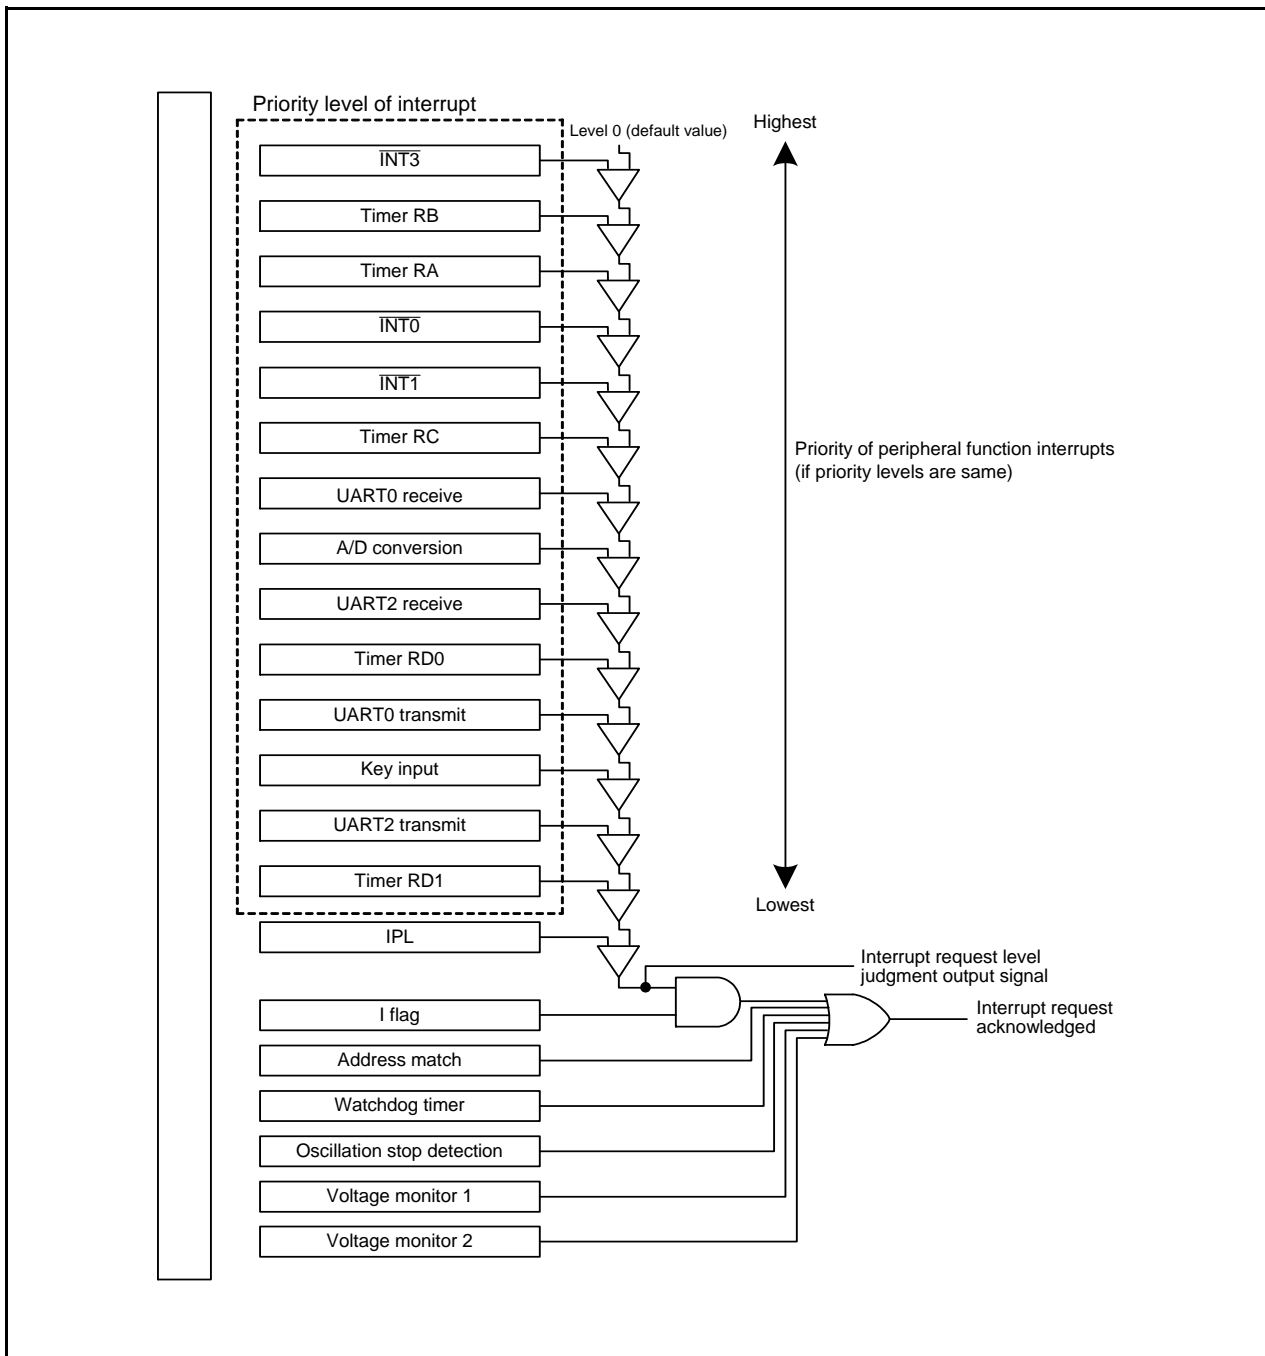 Priority level of interrupt
Level 0 (default value)
Highest
INT3
Timer RB
Timer RA
INT0
INT1
Timer RC
Priority of peripheral function interrupts
(if priority levels are same)
UART0 receive
A/D conversion
UART2 receive
Timer RD0
UART0 transmit
Key input
UART2 transmit
Timer RD1
Lowest
IPL
Interrupt request level
judgment output signal
I flag
Interrupt request
acknowledged
Address match
Watchdog timer
Oscillation stop detection
Voltage monitor 1
Voltage monitor 2